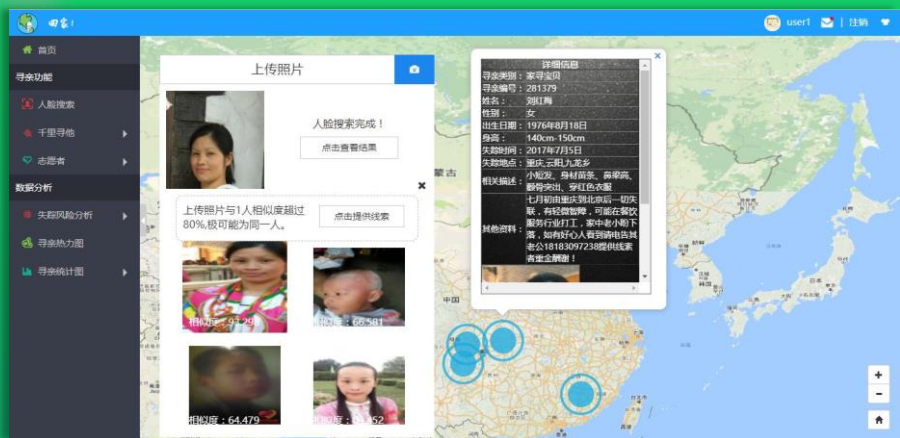 回家!
user1
注销
首页
寻亲功能
人脸搜索
千里寻他
志愿者
数据分析
失踪风险分析
寻亲热力图
寻亲统计图
上传照片
人脸搜索完成！
点击查看结果
上传照片与1人相似度超过
80%,极可能为同一人。
点击提供线索
相似度：66.581
相似度：64.479
详细信息
寻亲类别： 家寻宝贝
寻亲编号： 281379
姓名： 刘红梅
性别： 女
出生日期： 1976年8月18日
身高： 140cm-150cm
失踪时间： 2017年7月5日
失踪地点： 重庆,云阳,九龙乡
相关描述： 小短发、身材苗条、鼻梁高、
颧骨突出、穿红色衣服
其他资料： 七月初由重庆到北京后一切失
联，有轻微智障，可能在餐饮
服务行业打工，家中老小盼下
落，如有好心人看到请电告其
老公18183097238提供线索
者重金酬谢！
蒙古
中国
+
-